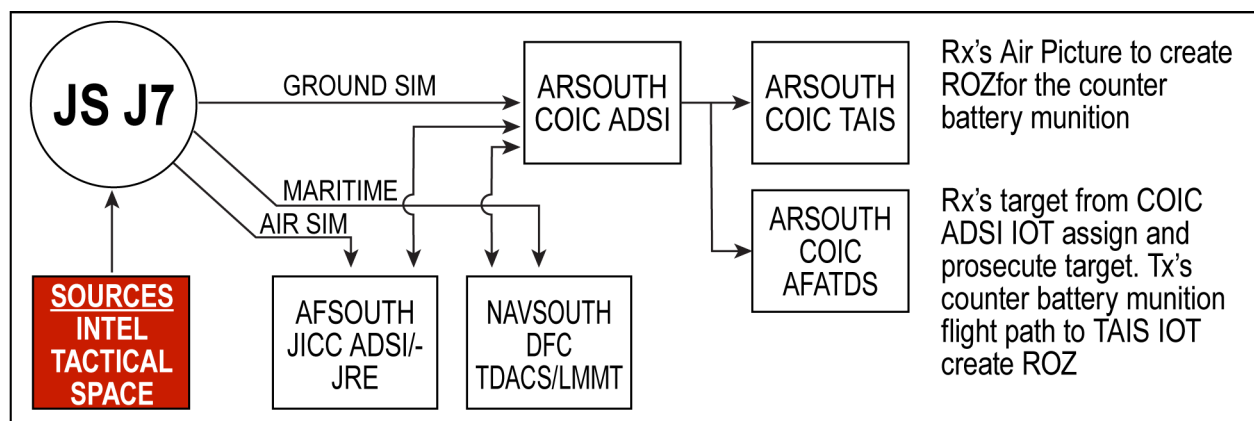 JS J7
GROUND SIM
MARITIME
AIR SIM
SOURCES
INTEL
TACTICAL
SPACE
AFSOUTH
JICC ADSI/-
JRE
NAVSOUTH
DFC
TDACS/LMMT
ARSOUTH
COIC ADSI
ARSOUTH
COIC TAIS
Rx's Air Picture to create
ROZfor the counter
battery munition
ARSOUTH
COIC
AFATDS
Rx's target from COIC
ADSI IOT assign and
prosecute target. Tx's
counter battery munition
flight path to TAIS IOT
create ROZ